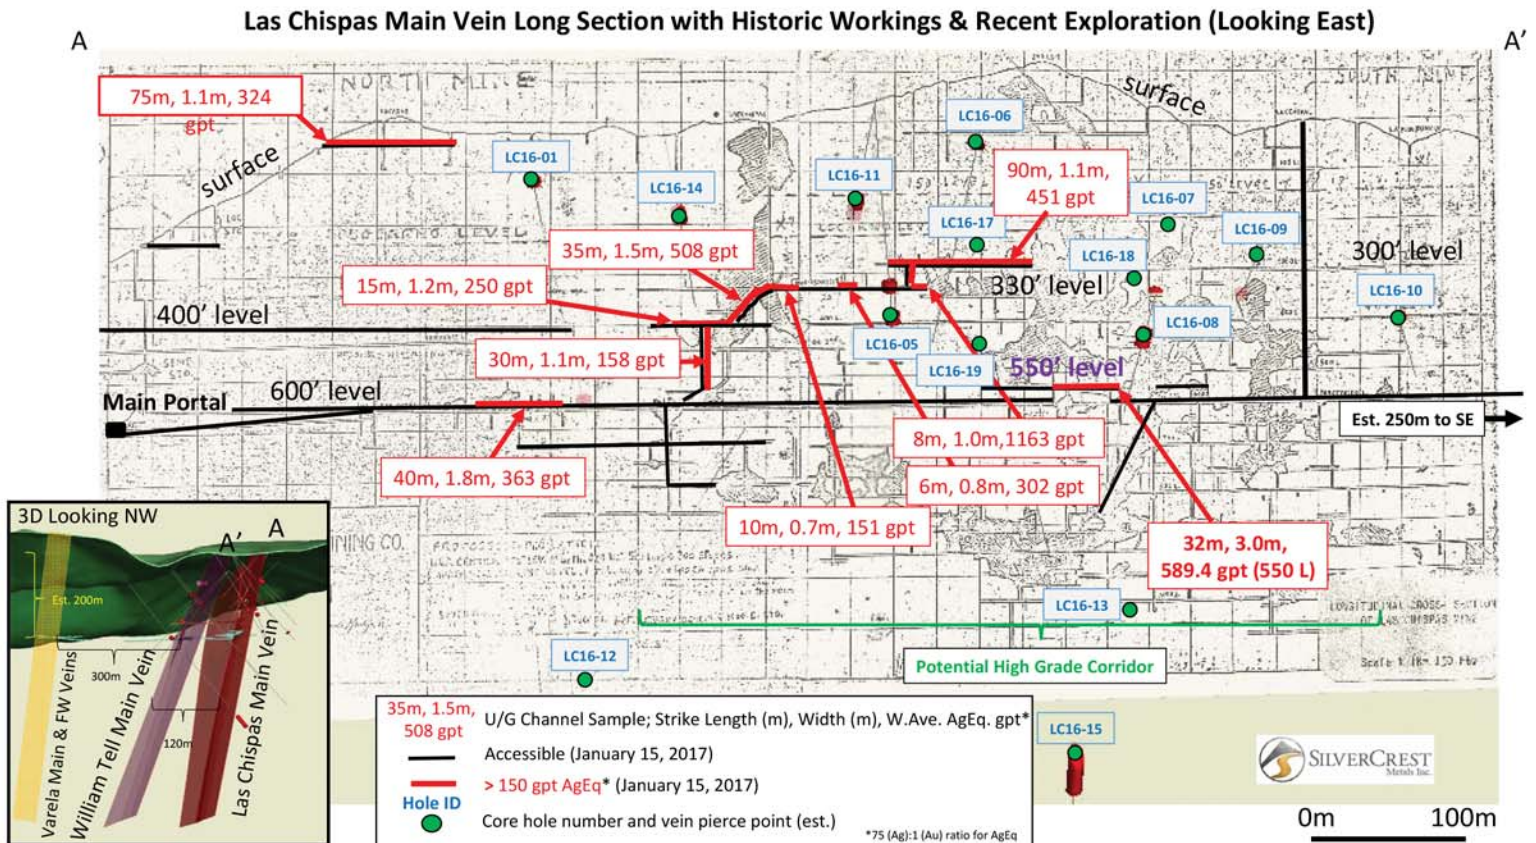 Las Chispas Main Vein Long Section with Historic Workings & Recent Exploration (Looking East)
A
A'
NORTH MINE
SOUTH MINE
75m, 1.1m, 324
gpt
surface
surface
LC16-01
LC16-14
LC16-11
LC16-06
90m, 1.1m,
451 gpt
LC16-17
LC16-07
LC16-18
LC16-09
300' level
LC16-10
35m, 1.5m, 508 gpt
15m, 1.2m, 250 gpt
330' level
400' level
LC16-05
LC16-08
30m, 1.1m, 158 gpt
LC16-19
550' level
600' level
Main Portal
Est. 250m to SE
8m, 1.0m,1163 gpt
40m, 1.8m, 363 gpt
6m, 0.8m, 302 gpt
10m, 0.7m, 151 gpt
32m, 3.0m,
589.4 gpt (550 L)
LC16-13
LONGITUDINAL CROSS SECTION
Potential High Grade Corridor
LC16-12
LC16-15
3D Looking NW
A'
A
MINING CO.
Est. 200m
300m
120m
Varela Main & FW Veins
William Tell Main Vein
Las Chispas Main Vein
35m, 1.5m,
508 gpt
U/G Channel Sample; Strike Length (m), Width (m), W.Ave. AgEq. gpt*
Accessible (January 15, 2017)
> 150 gpt AgEq* (January 15, 2017)
Hole ID
Core hole number and vein pierce point (est.)
*75 (Ag):1 (Au) ratio for AgEq
SILVERCREST
Metals Inc.
0m
100m